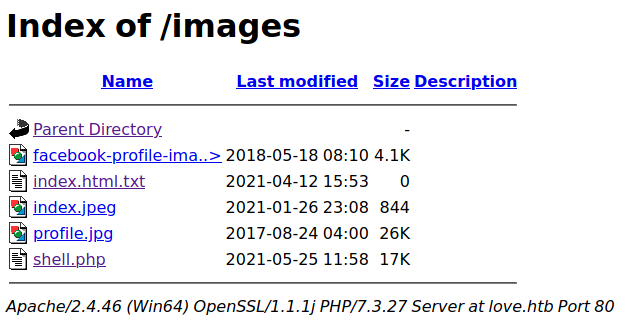 Index of /images
Name Last modified Size Description
Parent Directory -
facebook-profile-ima..> 2018-05-18 08:10 4.1K
index.html.txt 2021-04-12 15:53 0
index.jpeg 2021-01-26 23:08 844
profile.jpg 2017-08-24 04:00 26K
shell.php 2021-05-25 11:58 17K
Apache/2.4.46 (Win64) OpenSSL/1.1.1j PHP/7.3.27 Server at love.htb Port 80